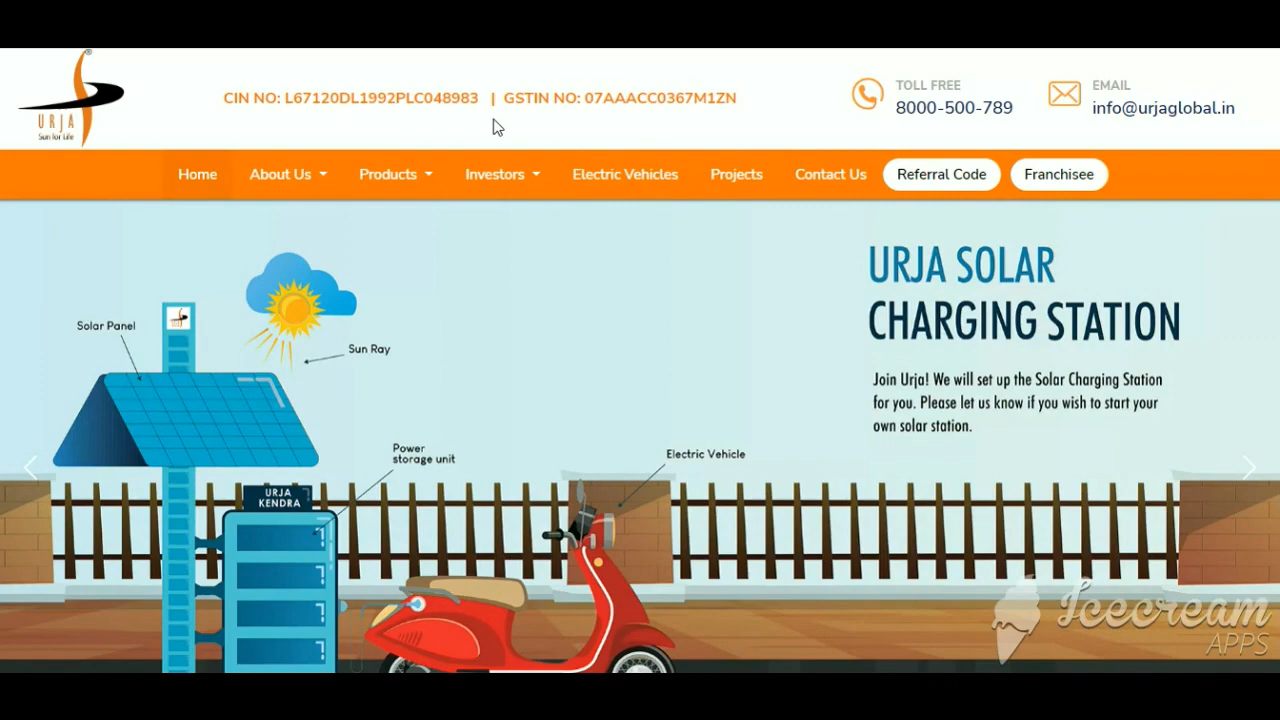 URJA
Sun for Life
CIN NO: L67120DL1992PLC048983 | GSTIN NO: 07AAACC0367M1ZN
TOLL FREE
8000-500-789
EMAIL
info@urjaglobal.in
Home
About Us
Products
Investors
Electric Vehicles
Projects
Contact Us
Referral Code
Franchisee
URJA SOLAR
CHARGING STATION
Join Urja! We will set up the Solar Charging Station
for you. Please let us know if you wish to start your
own solar station.
Solar Panel
Sun Ray
Power
storage unit
Electric Vehicle
URJA
KENDRA
Icecream
APPS